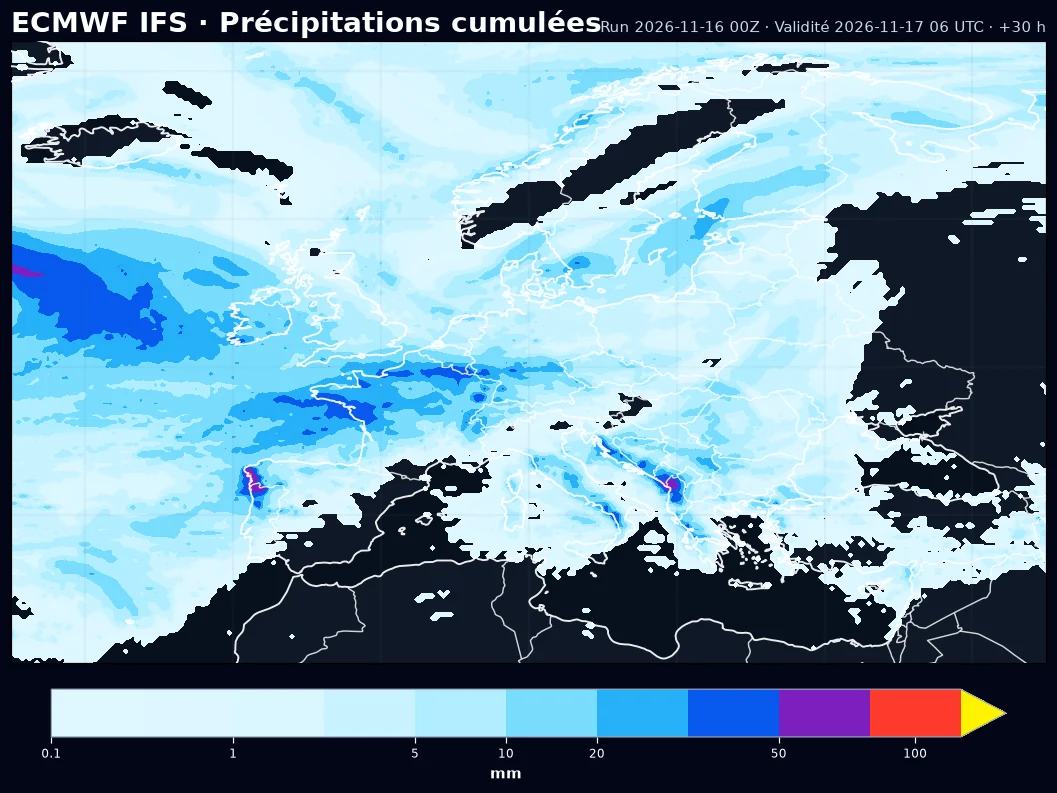 ECMWF IFS · Précipitations cumulées
Run 2026-11-16 00Z · Validité 2026-11-17 06 UTC · +30 h
0.1 1 5 10 20 50 100
mm